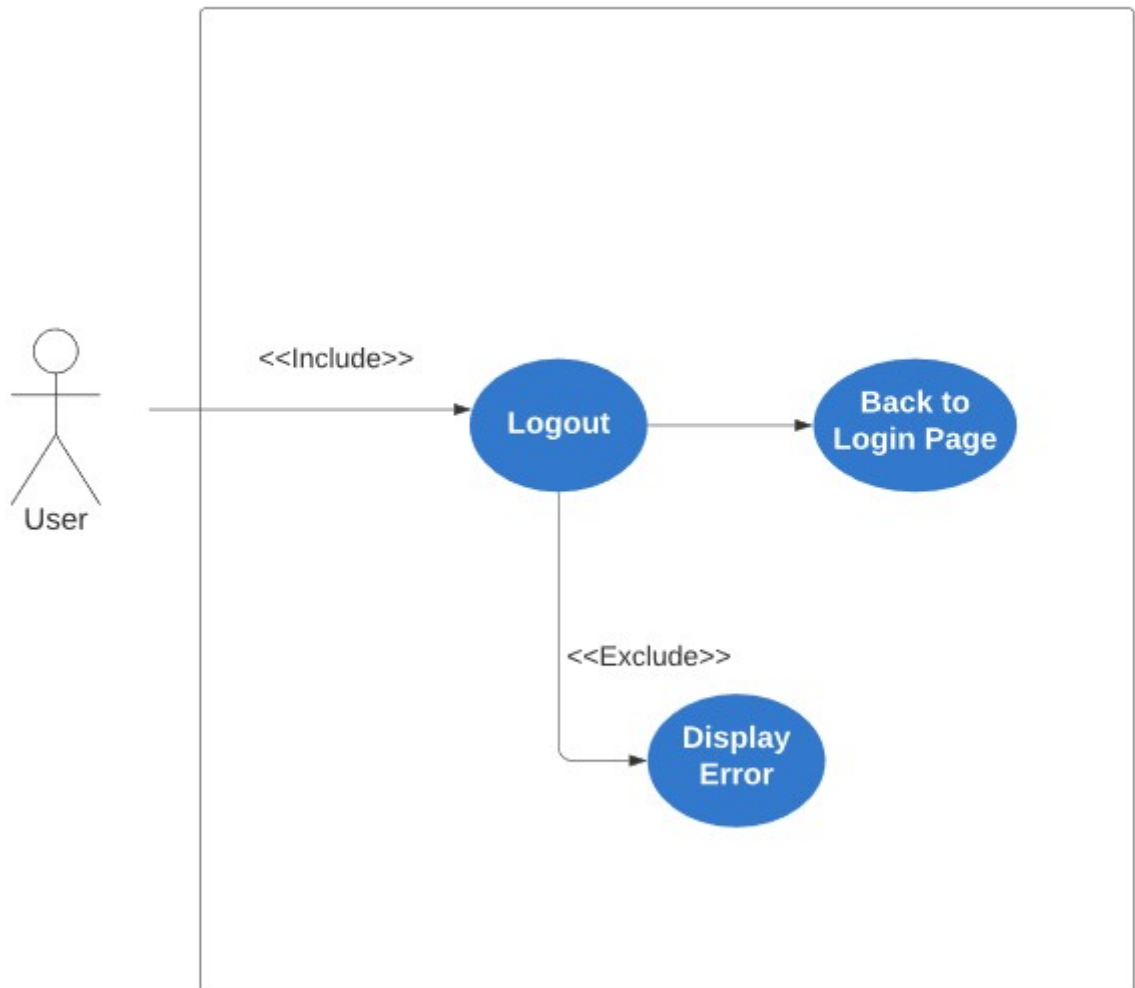 <<Include>>
Logout
Back to
Login Page
User
<<Exclude>>
Display
Error